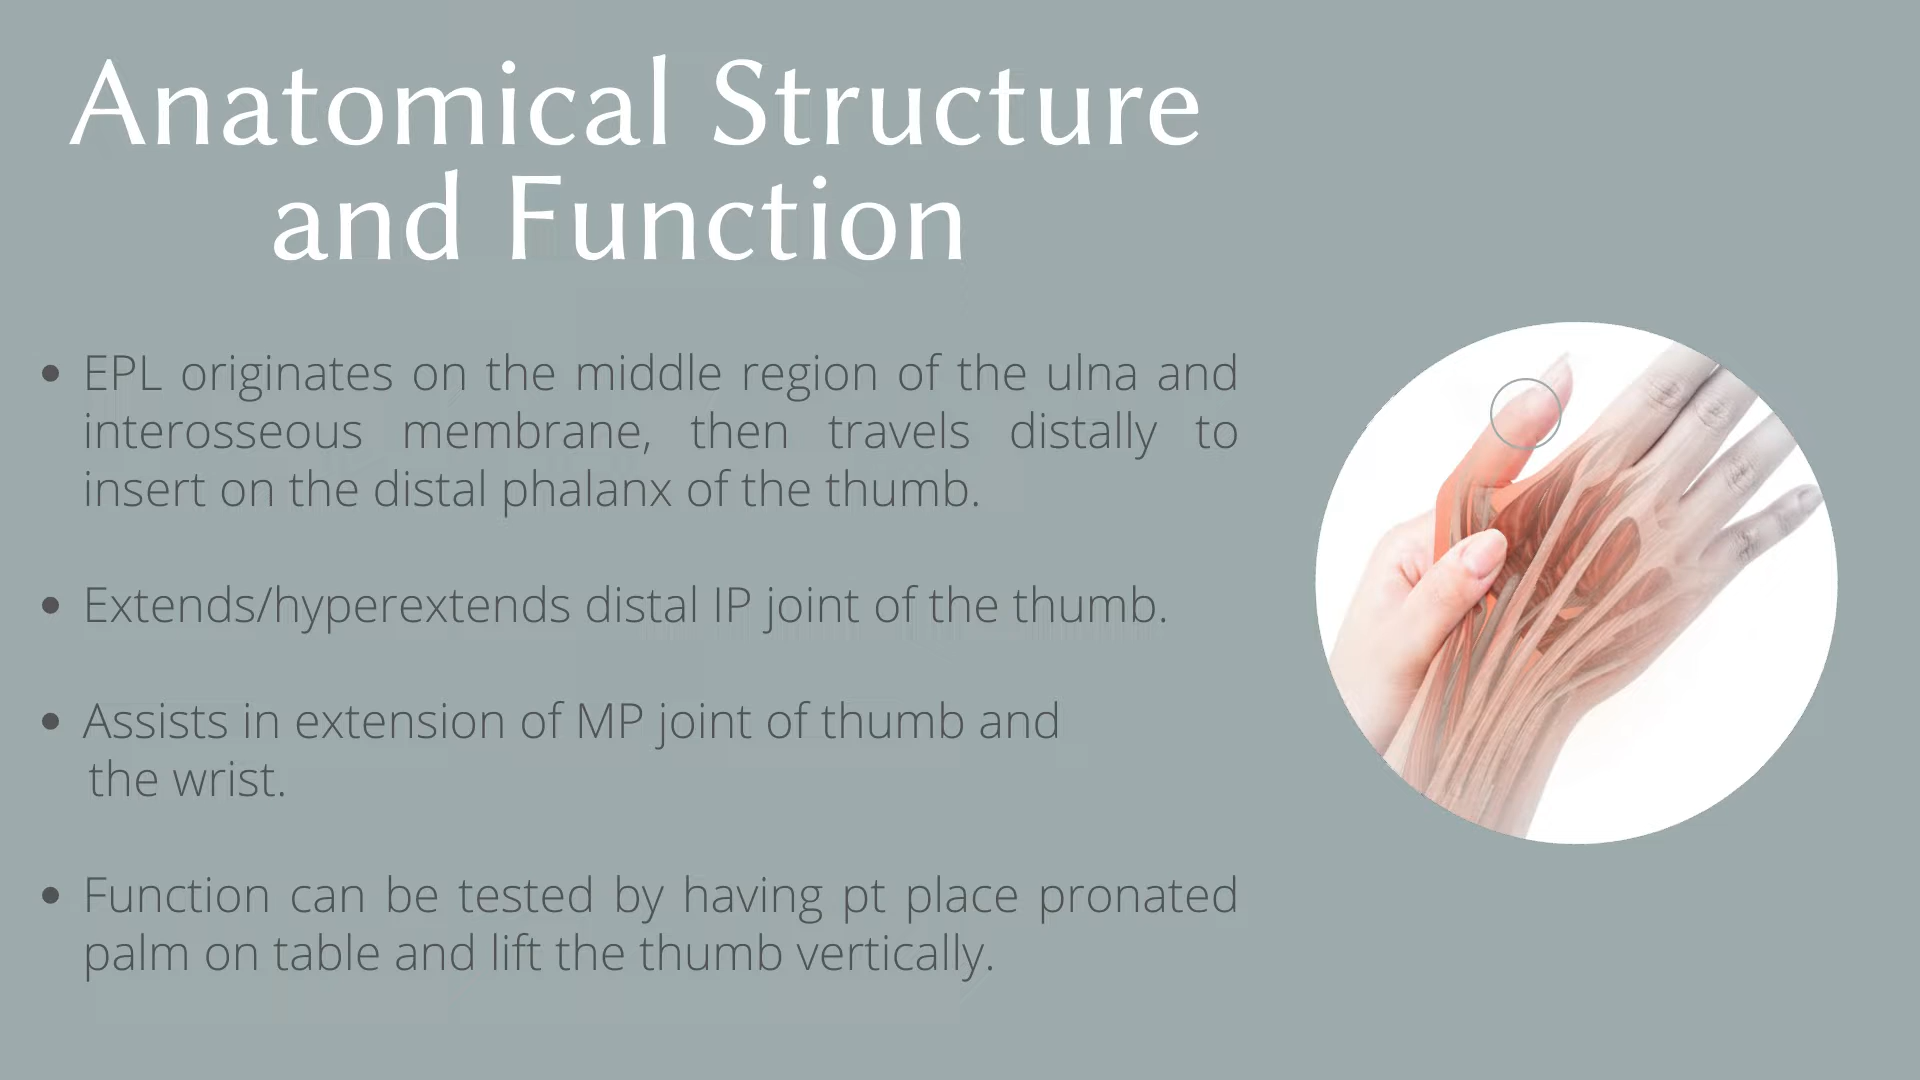 Anatomical Structure
and Function
• EPL originates on the middle region of the ulna and
interosseous membrane, then travels distally to
insert on the distal phalanx of the thumb.
• Extends/hyperextends distal IP joint of the thumb.
• Assists in extension of MP joint of thumb and
the wrist.
• Function can be tested by having pt place pronated
palm on table and lift the thumb vertically.